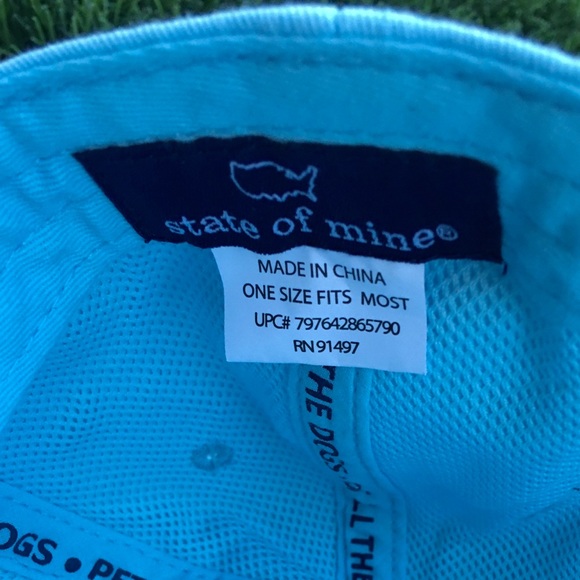 state of mine®
MADE IN CHINA
ONE SIZE FITS MOST
UPC# 797642865790
RN 91497
THE DOGS
ALL THE
OGS • PET